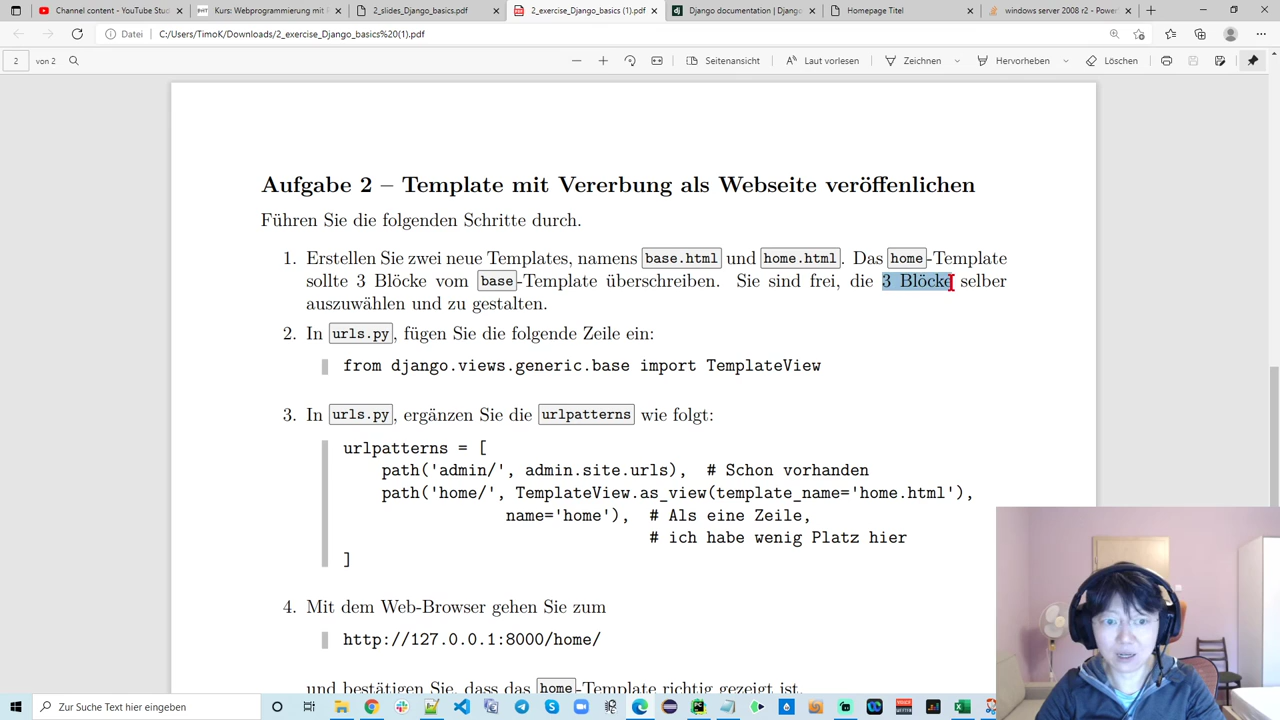 Channel content - YouTube Stu
Kurs: Webprogrammierung mit P
2_slides_Django_basics.pdf
2_exercise_Django_basics (1).pdf
Django documentation | Django
Homepage Titel
windows server 2008 r2 - Power
Datei
C:/Users/TimoK/Downloads/2_exercise_Django_basics%20(1).pdf
2 von 2
Seitenansicht
Laut vorlesen
Zeichnen
Hervorheben
Löschen
Aufgabe 2 – Template mit Vererbung als Webseite veröffenlichen
Führen Sie die folgenden Schritte durch.
1. Erstellen Sie zwei neue Templates, namens base.html und home.html. Das home-Template
sollte 3 Blöcke vom base-Template überschreiben. Sie sind frei, die 3 Blöcke selber
auszuwählen und zu gestalten.
2. In urls.py, fügen Sie die folgende Zeile ein:
from django.views.generic.base import TemplateView
3. In urls.py, ergänzen Sie die urlpatterns wie folgt:
urlpatterns = [
path('admin/', admin.site.urls), # Schon vorhanden
path('home/', TemplateView.as_view(template_name='home.html'),
name='home'), # Als eine Zeile,
# ich habe wenig Platz hier
]
4. Mit dem Web-Browser gehen Sie zum
http://127.0.0.1:8000/home/
und bestätigen Sie, dass das home-Template richtig gezeigt ist.
Zur Suche Text hier eingeben